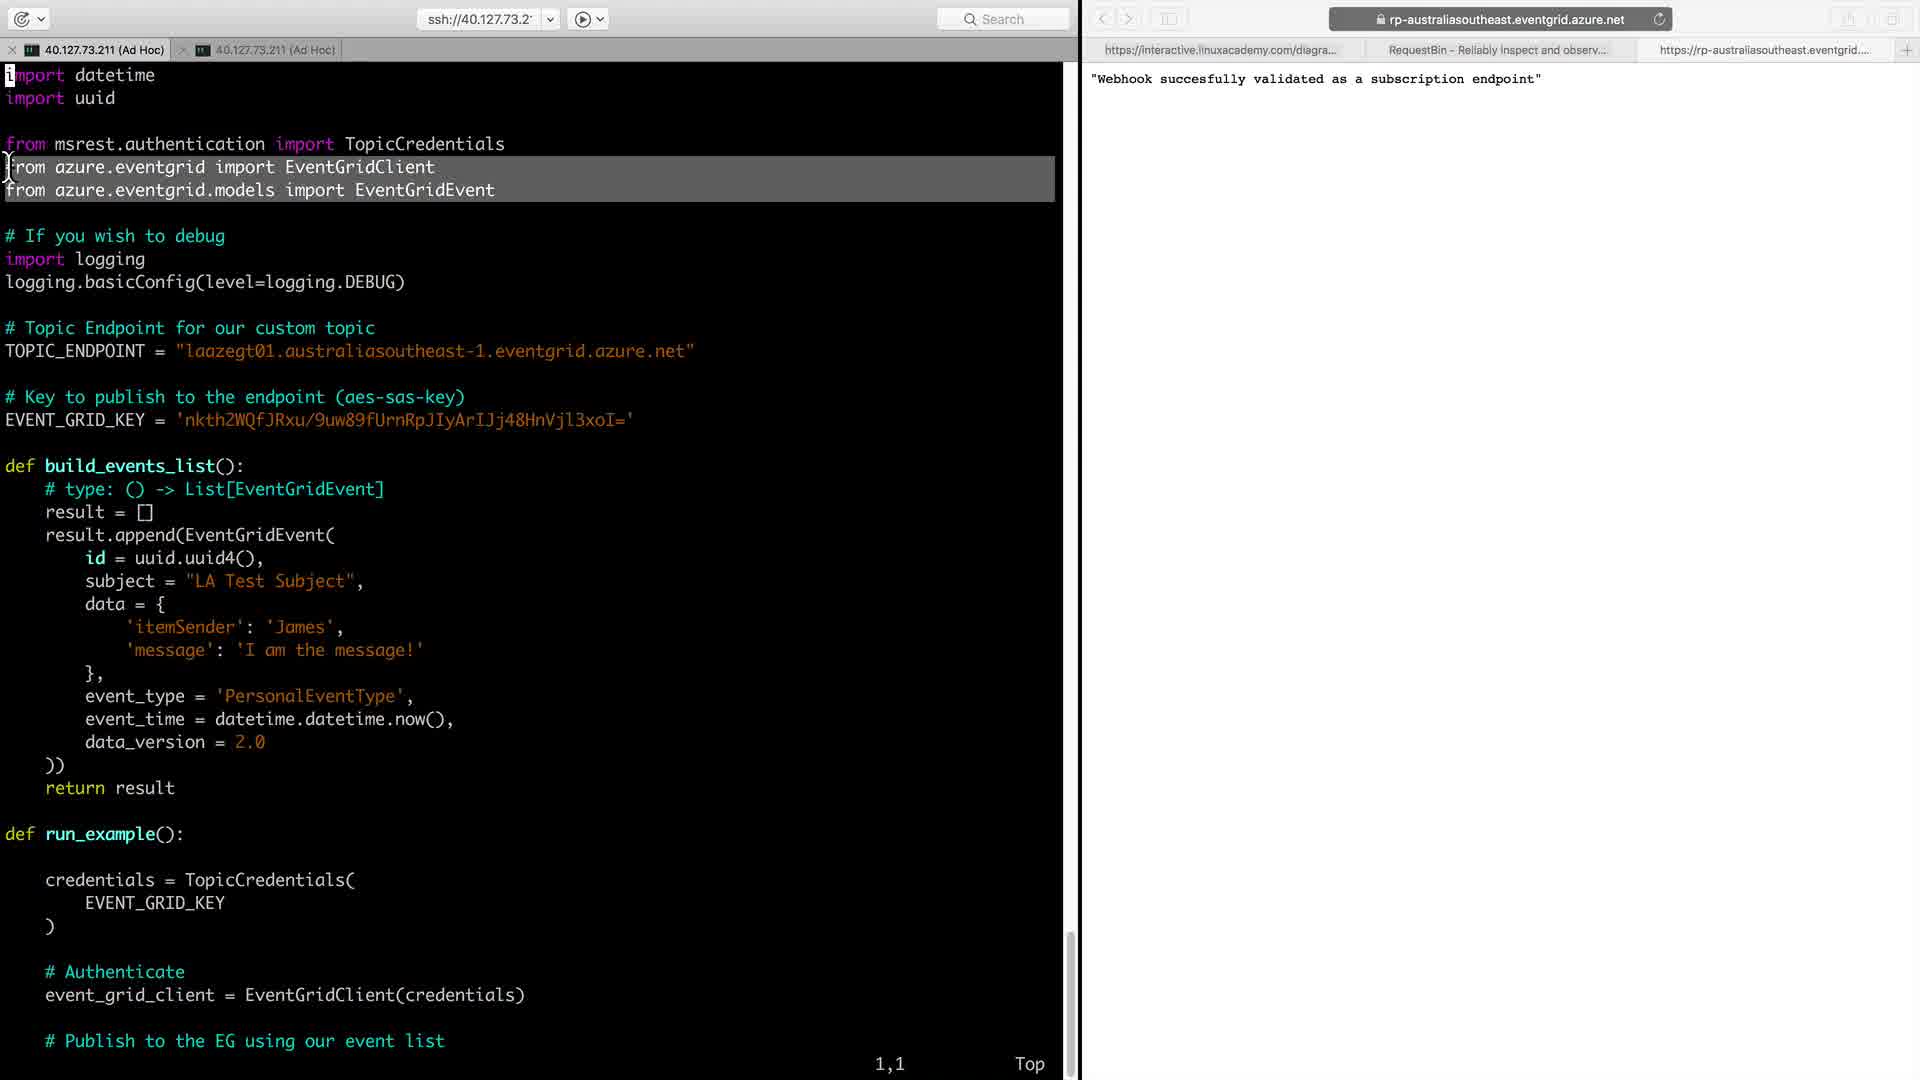 ssh://40.127.73.2
Search
40.127.73.211 (Ad Hoc)
40.127.73.211 (Ad Hoc)
import datetime
import uuid
from msrest.authentication import TopicCredentials
from azure.eventgrid import EventGridClient
from azure.eventgrid.models import EventGridEvent
# If you wish to debug
import logging
logging.basicConfig(level=logging.DEBUG)
# Topic Endpoint for our custom topic
TOPIC_ENDPOINT = "laazegt01.australiasoutheast-1.eventgrid.azure.net"
# Key to publish to the endpoint (aes-sas-key)
EVENT_GRID_KEY = 'nkth2WQfJRxu/9uw89fUrnRpJIyArIJj48HnVjl3xoI='
def build_events_list():
# type: () -> List[EventGridEvent]
result = []
result.append(EventGridEvent(
id = uuid.uuid4(),
subject = "LA Test Subject",
data = {
'itemSender': 'James',
'message': 'I am the message!'
},
event_type = 'PersonalEventType',
event_time = datetime.datetime.now(),
data_version = 2.0
))
return result
def run_example():
credentials = TopicCredentials(
EVENT_GRID_KEY
)
# Authenticate
event_grid_client = EventGridClient(credentials)
# Publish to the EG using our event list
1,1 Top
rp-australiasoutheast.eventgrid.azure.net
https://interactive.linuxacademy.com/diagra...
RequestBin - Reliably inspect and observ...
https://rp-australiasoutheast.eventgrid....
"Webhook succesfully validated as a subscription endpoint"